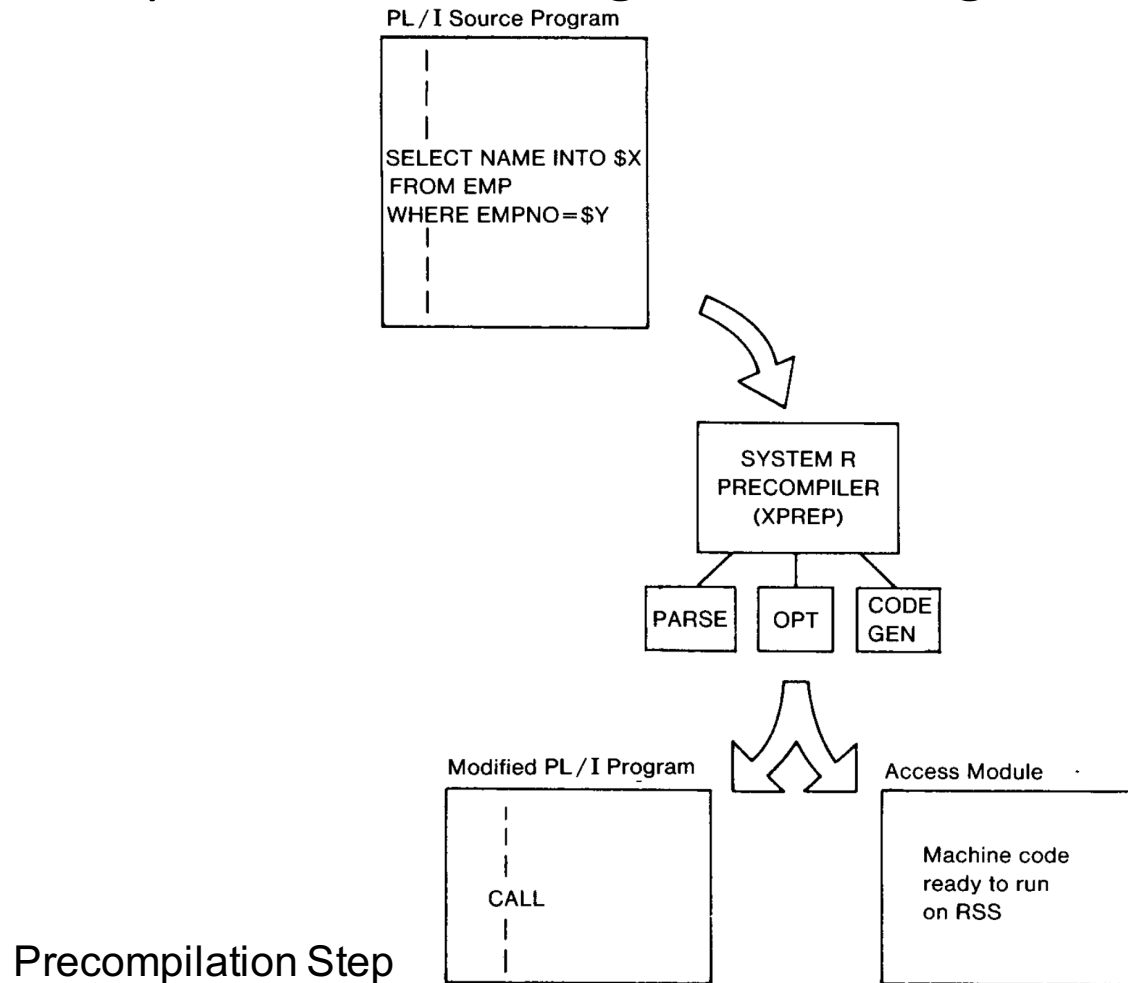 PL/I Source Program
SELECT NAME INTO $X
FROM EMP
WHERE EMPNO=$Y
SYSTEM R
PRECOMPILER
(XPREP)
PARSE
OPT
CODE
GEN
Modified PL/I Program
Access Module
CALL
Machine code
ready to run
on RSS
Precompilation Step